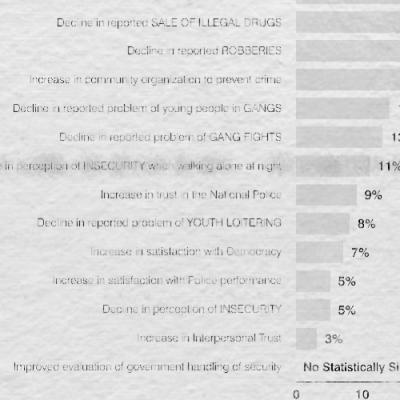 Decline in reported SALE OF ILLEGAL DRUGS
Decline in reported ROBBERIES
Increase in community organization to prevent crime
Decline in reported problem of young people in GANGS
Decline in reported problem of GANG FIGHTS 13
in perception of INSECURITY when walking alone at night 11%
Increase in trust in the National Police 9%
Decline in reported problem of YOUTH LOITERING 8%
Increase in satisfaction with Democracy 7%
Increase in satisfaction with Police performance 5%
Decline in perception of INSECURITY 5%
Increase in Interpersonal Trust 3%
Improved evaluation of government handling of security No Statistically Si
0 10